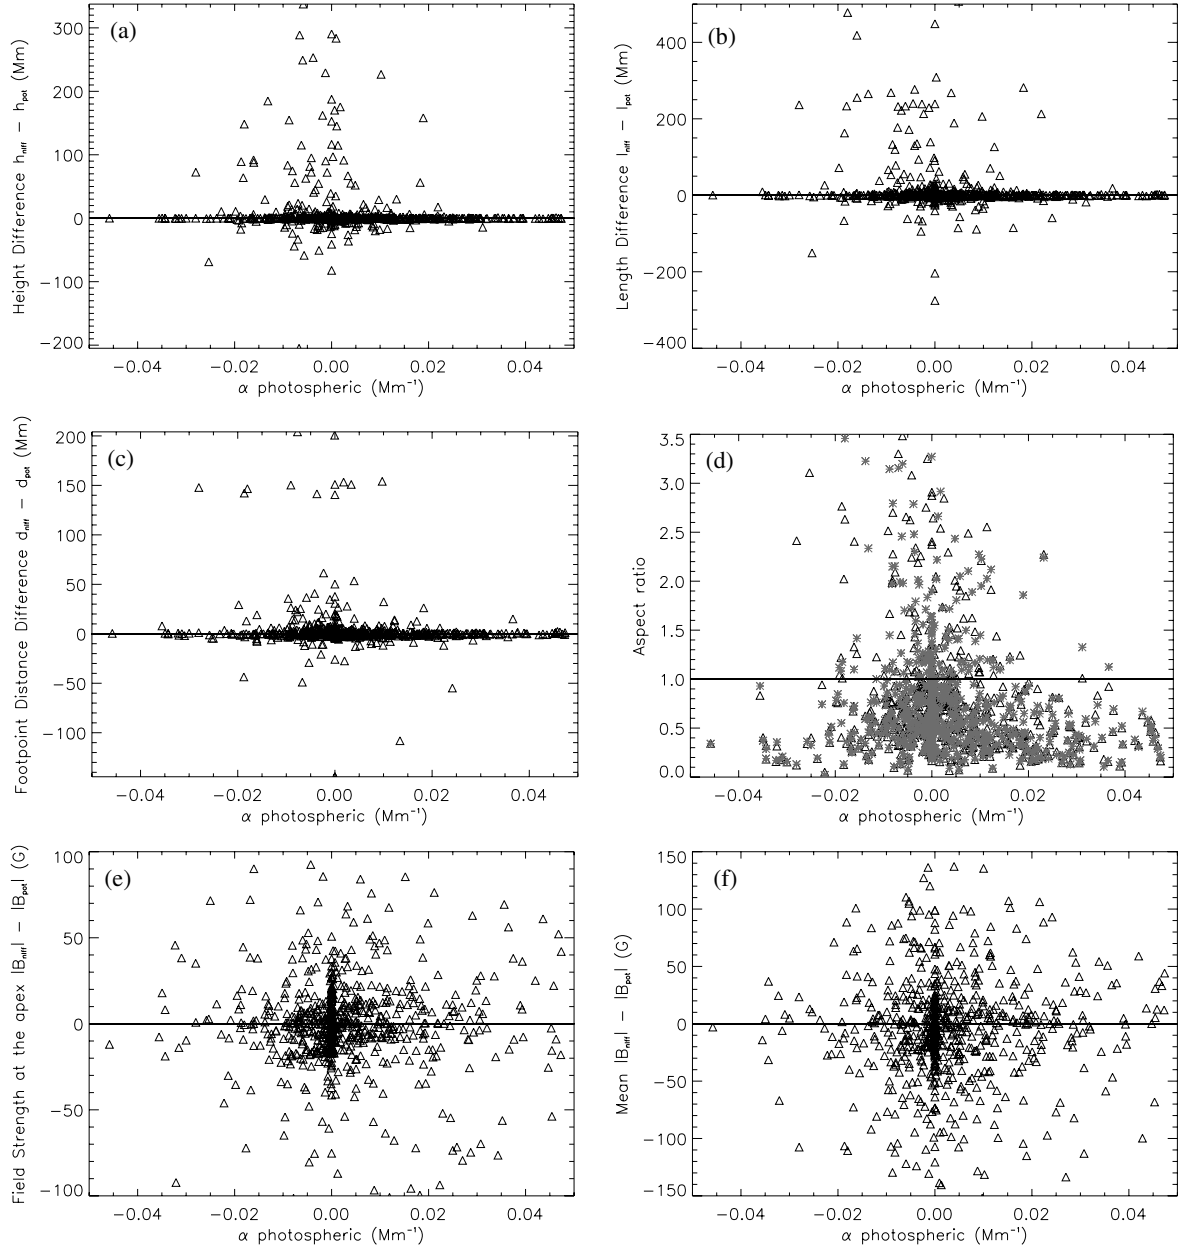 (a)
Height Difference h_nlff − h_pot (Mm)
300
200
100
0
−100
−200
−0.04 −0.02 0.00 0.02 0.04
α photospheric (Mm⁻¹)
(b)
Length Difference l_nlff − l_pot (Mm)
400
200
0
−200
−400
−0.04 −0.02 0.00 0.02 0.04
α photospheric (Mm⁻¹)
(c)
Footpoint Distance Difference d_nlff − d_pot (Mm)
200
150
100
50
0
−50
−100
−0.04 −0.02 0.00 0.02 0.04
α photospheric (Mm⁻¹)
(d)
Aspect ratio
3.5
3.0
2.5
2.0
1.5
1.0
0.5
0.0
−0.04 −0.02 0.00 0.02 0.04
α photospheric (Mm⁻¹)
(e)
Field Strength at the apex |B_nlff| − |B_pot| (G)
100
50
0
−50
−100
−0.04 −0.02 0.00 0.02 0.04
α photospheric (Mm⁻¹)
(f)
Mean |B_nlff| − |B_pot| (G)
150
100
50
0
−50
−100
−150
−0.04 −0.02 0.00 0.02 0.04
α photospheric (Mm⁻¹)